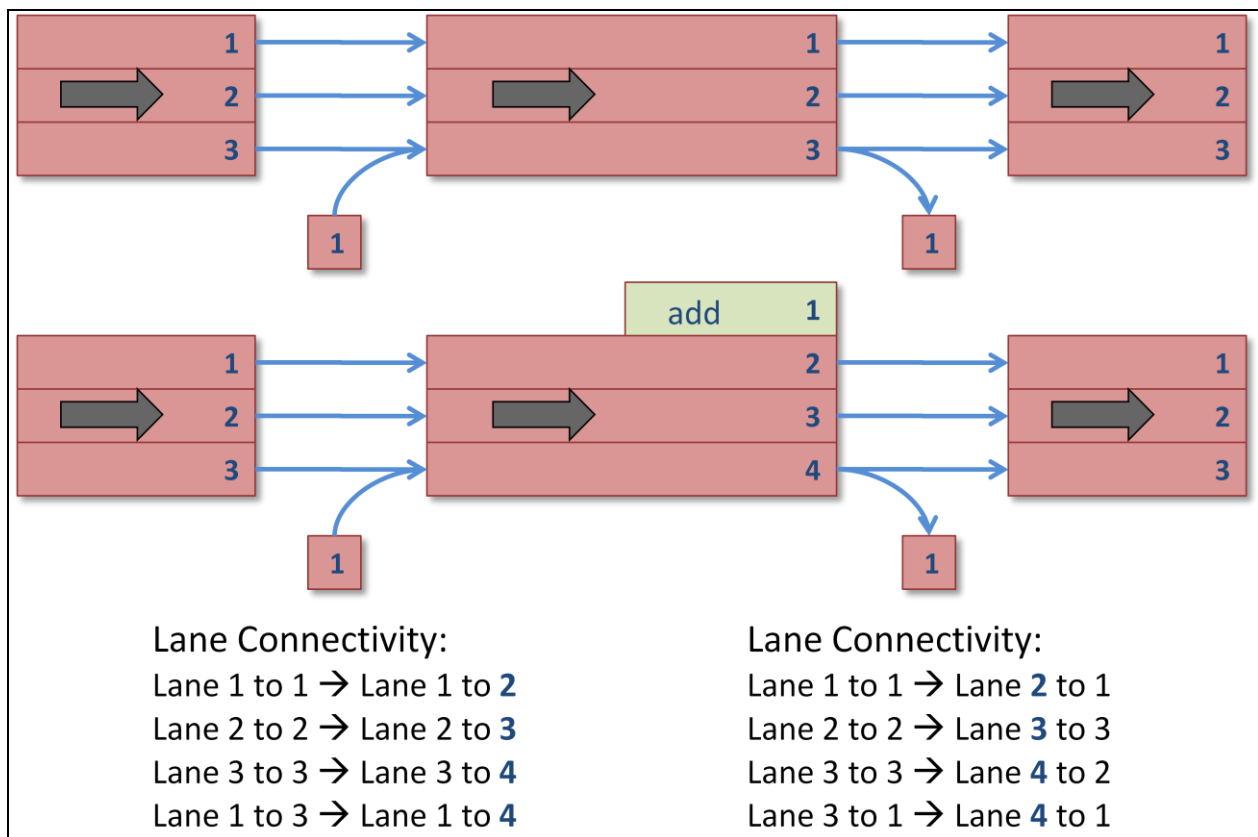 1 1 1
2 2 2
3 3 3
1 1
add 1
1 2 1
2 3 2
3 4 3
1 1
Lane Connectivity:
Lane 1 to 1 → Lane 1 to 2
Lane 2 to 2 → Lane 2 to 3
Lane 3 to 3 → Lane 3 to 4
Lane 1 to 3 → Lane 1 to 4
Lane Connectivity:
Lane 1 to 1 → Lane 2 to 1
Lane 2 to 2 → Lane 3 to 3
Lane 3 to 3 → Lane 4 to 2
Lane 3 to 1 → Lane 4 to 1